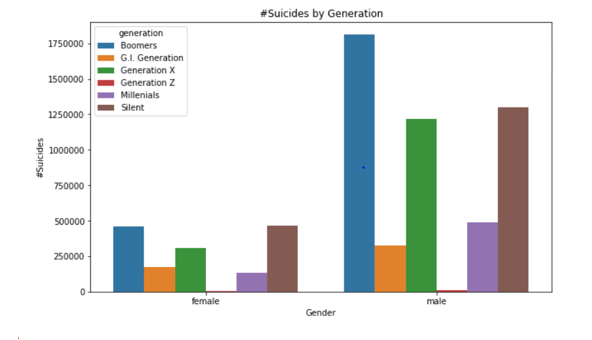 #Suicides by Generation
generation
Boomers
G.I. Generation
Generation X
Generation Z
Millenials
Silent
1750000
1500000
1250000
1000000
750000
500000
250000
0
#Suicides
female
male
Gender